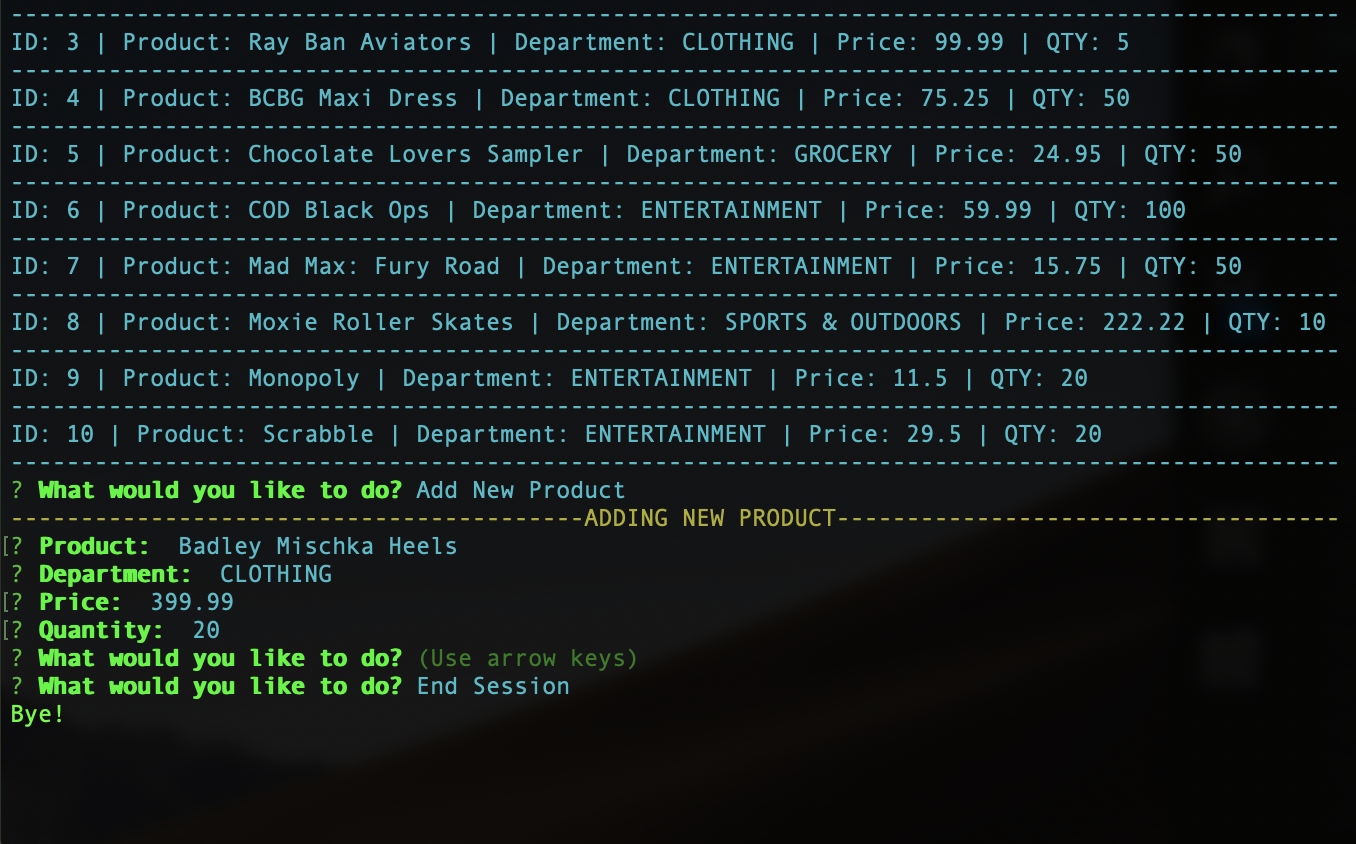 -----------------------------------------------------------------------------------------------
ID: 3 | Product: Ray Ban Aviators | Department: CLOTHING | Price: 99.99 | QTY: 5
-----------------------------------------------------------------------------------------------
ID: 4 | Product: BCBG Maxi Dress | Department: CLOTHING | Price: 75.25 | QTY: 50
-----------------------------------------------------------------------------------------------
ID: 5 | Product: Chocolate Lovers Sampler | Department: GROCERY | Price: 24.95 | QTY: 50
-----------------------------------------------------------------------------------------------
ID: 6 | Product: COD Black Ops | Department: ENTERTAINMENT | Price: 59.99 | QTY: 100
-----------------------------------------------------------------------------------------------
ID: 7 | Product: Mad Max: Fury Road | Department: ENTERTAINMENT | Price: 15.75 | QTY: 50
-----------------------------------------------------------------------------------------------
ID: 8 | Product: Moxie Roller Skates | Department: SPORTS & OUTDOORS | Price: 222.22 | QTY: 10
-----------------------------------------------------------------------------------------------
ID: 9 | Product: Monopoly | Department: ENTERTAINMENT | Price: 11.5 | QTY: 20
-----------------------------------------------------------------------------------------------
ID: 10 | Product: Scrabble | Department: ENTERTAINMENT | Price: 29.5 | QTY: 20
-----------------------------------------------------------------------------------------------
? What would you like to do? Add New Product
-----------------------------------------ADDING NEW PRODUCT------------------------------------
[? Product:  Badley Mischka Heels
? Department:  CLOTHING
[? Price:  399.99
[? Quantity:  20
? What would you like to do? (Use arrow keys)
? What would you like to do? End Session
Bye!